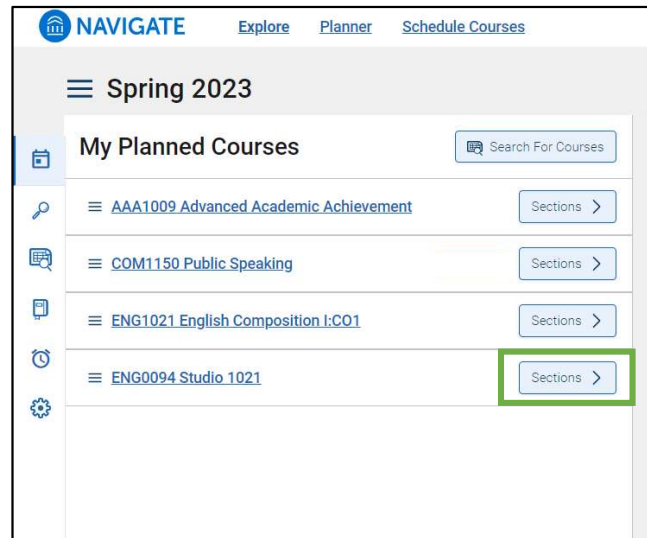 NAVIGATE Explore Planner Schedule Courses
Spring 2023
My Planned Courses Search For Courses
AAA1009 Advanced Academic Achievement Sections
COM1150 Public Speaking Sections
ENG1021 English Composition I:CO1 Sections
ENG0094 Studio 1021 Sections